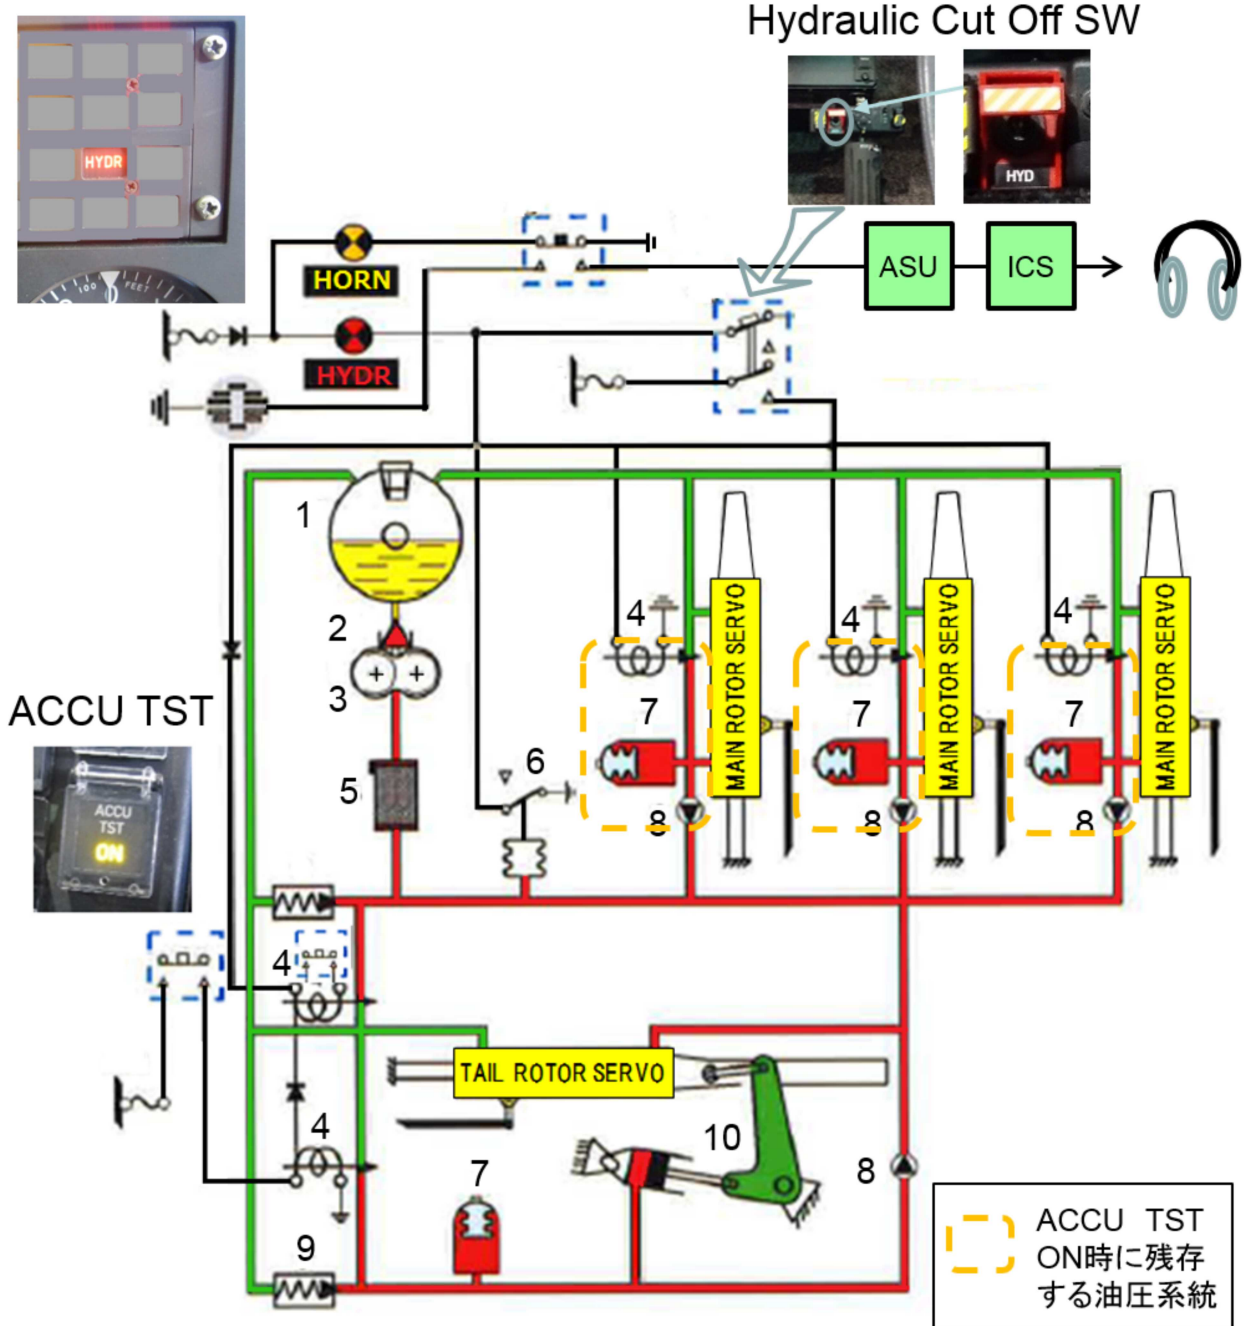 Hydraulic Cut Off SW
HYDR
100 FEET
HYD
HORN
ASU
ICS
HYDR
1
2
3
4
4
4
MAIN ROTOR SERVO
MAIN ROTOR SERVO
MAIN ROTOR SERVO
7
7
7
ACCU TST
5
6
8
8
8
ACCU
TST
ON
4
TAIL ROTOR SERVO
4
10
7
8
9
ACCU TST
ON時に残存
する油圧系統